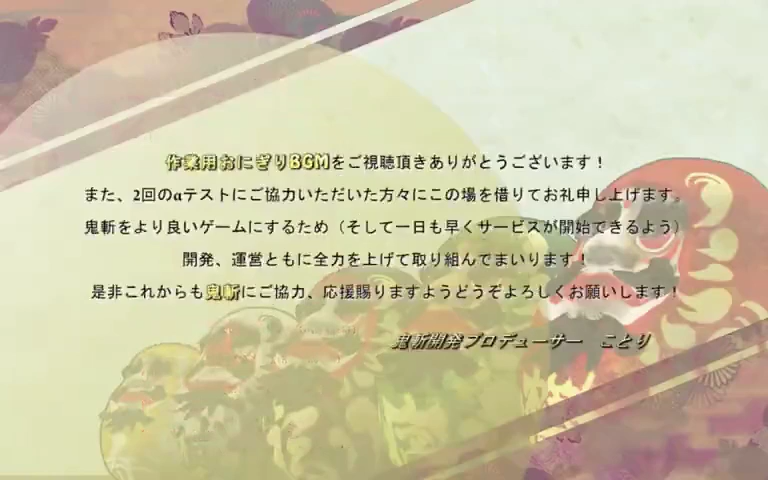 作業用おにぎりBGMをご視聴頂きありがとうございます！
また、2回のαテストにご協力いただいた方々にこの場を借りてお礼申し上げます。
鬼斬をより良いゲームにするため（そして一日も早くサービスが開始できるよう）
開発、運営ともに全力を上げて取り組んでまいります！
是非これからも鬼斬にご協力、応援賜りますようどうぞよろしくお願いします！
鬼斬開発プロデューサー　ことり